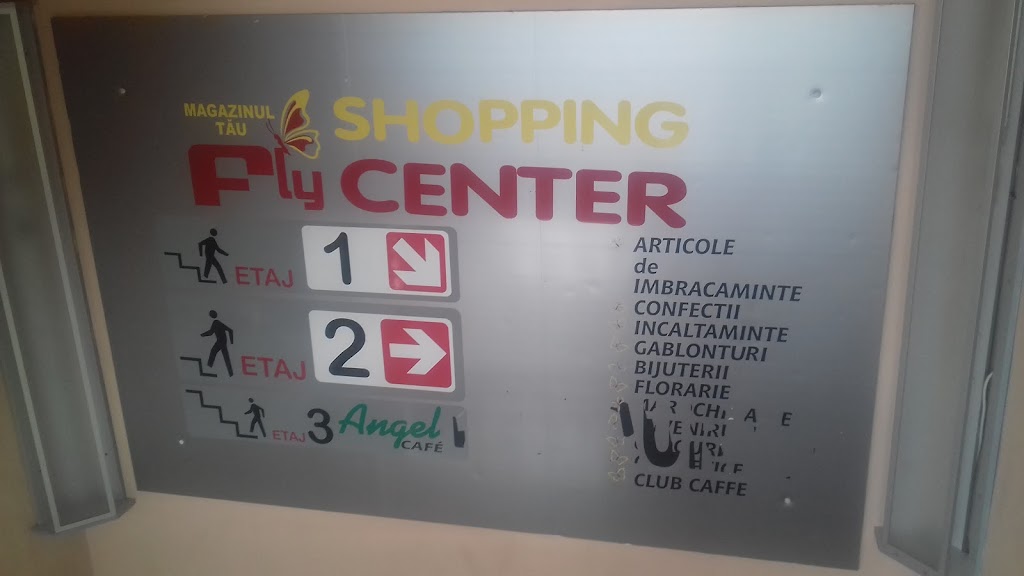 MAGAZINUL
TĂU
Fly
SHOPPING
CENTER
ETAJ 1
ETAJ 2
ETAJ 3 Angel
CAFÉ
ARTICOLE
de
IMBRACAMINTE
CONFECTII
INCALTAMINTE
GABLONTURI
BIJUTERII
FLORARIE
CLUB CAFFE